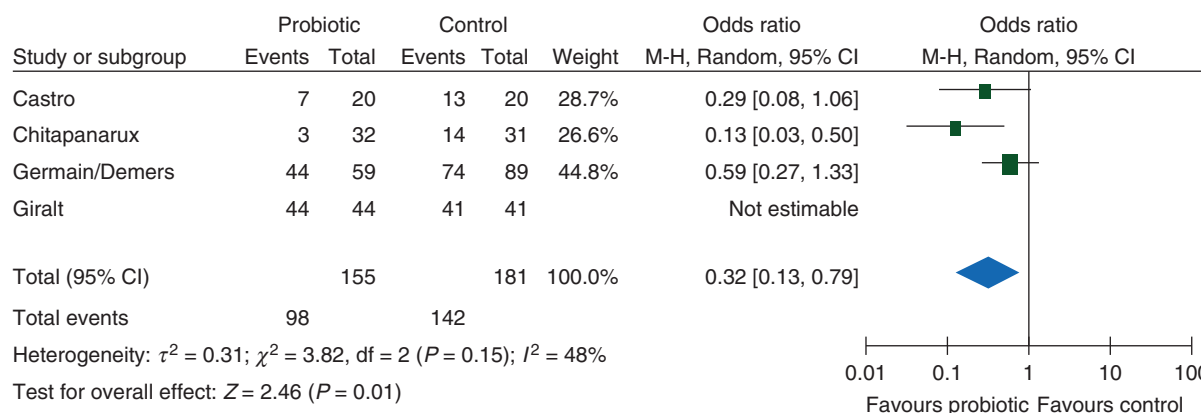 Probiotic Control Odds ratio Odds ratio
Study or subgroup Events Total Events Total Weight M-H, Random, 95% CI M-H, Random, 95% CI
Castro 7 20 13 20 28.7% 0.29 [0.08, 1.06]
Chitapanarux 3 32 14 31 26.6% 0.13 [0.03, 0.50]
Germain/Demers 44 59 74 89 44.8% 0.59 [0.27, 1.33]
Giralt 44 44 41 41 Not estimable
Total (95% CI) 155 181 100.0% 0.32 [0.13, 0.79]
Total events 98 142
Heterogeneity: τ² = 0.31; χ² = 3.82, df = 2 (P = 0.15); I² = 48%
Test for overall effect: Z = 2.46 (P = 0.01)
0.01 0.1 1 10 100
Favours probiotic Favours control